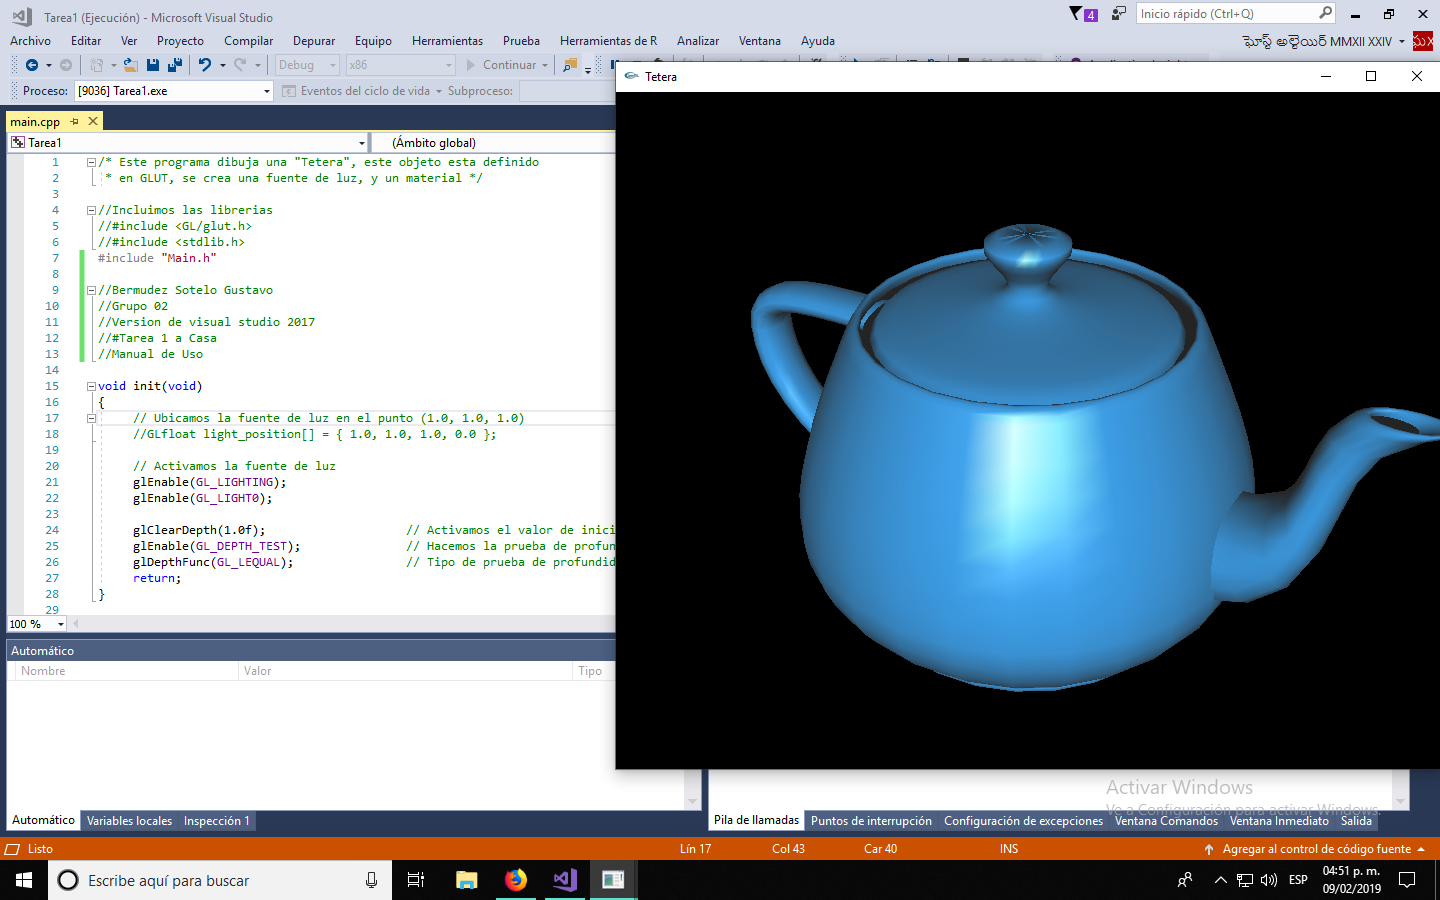 Tarea1 (Ejecución) - Microsoft Visual Studio
4
Inicio rápido (Ctrl+Q)
Archivo Editar Ver Proyecto Compilar Depurar Equipo Herramientas Prueba Herramientas de R Analizar Ventana Ayuda
MMXII XXIV
Debug x86 Continuar
Proceso: [9036] Tarea1.exe Eventos del ciclo de vida Subproceso:
Tetera
main.cpp
Tarea1 (Ámbito global)
1 /* Este programa dibuja una "Tetera", este objeto esta definido
2 * en GLUT, se crea una fuente de luz, y un material */
3
4 //Incluimos las librerias
5 //#include <GL/glut.h>
6 //#include <stdlib.h>
7 #include "Main.h"
8
9 //Bermudez Sotelo Gustavo
10 //Grupo 02
11 //Version de visual studio 2017
12 //#Tarea 1 a Casa
13 //Manual de Uso
14
15 void init(void)
16 {
17 // Ubicamos la fuente de luz en el punto (1.0, 1.0, 1.0)
18 //GLfloat light_position[] = { 1.0, 1.0, 1.0, 0.0 };
19
20 // Activamos la fuente de luz
21 glEnable(GL_LIGHTING);
22 glEnable(GL_LIGHT0);
23
24 glClearDepth(1.0f); // Activamos el valor de inici
25 glEnable(GL_DEPTH_TEST); // Hacemos la prueba de profun
26 glDepthFunc(GL_LEQUAL); // Tipo de prueba de profundid
27 return;
28 }
29
100 %
Automático
Nombre Valor Tipo
Activar Windows
Ve a Configuración para activar Windows.
Automático Variables locales Inspección 1
Pila de llamadas Puntos de interrupción Configuración de excepciones Ventana Comandos Ventana Inmediato Salida
Listo Lín 17 Col 43 Car 40 INS Agregar al control de código fuente
Escribe aquí para buscar
ESP
04:51 p. m.
09/02/2019